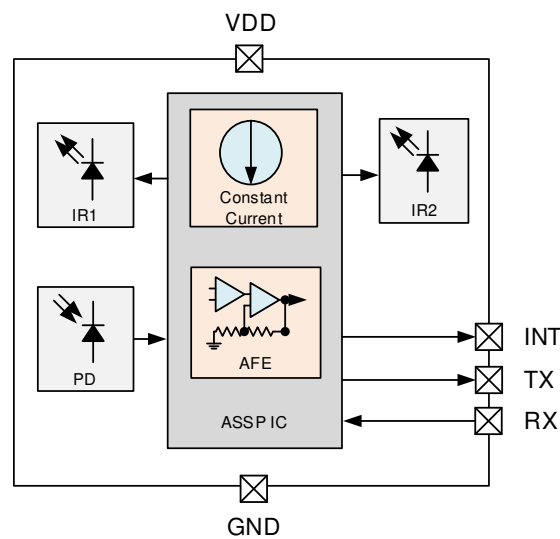 VDD
IR1
Constant
Current
IR2
PD
AFE
ASSP IC
INT
TX
RX
GND